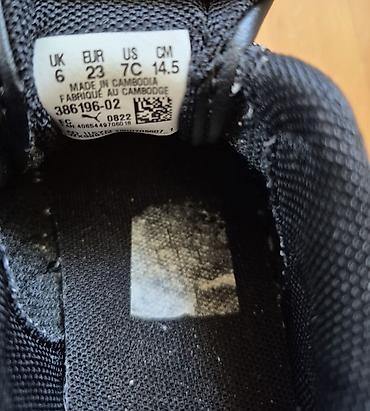 UK EUR US CM
6 23 7C 14.5
MADE IN CAMBODIA
FABRIQUÉ AU CAMBODGE
386196-02
0822